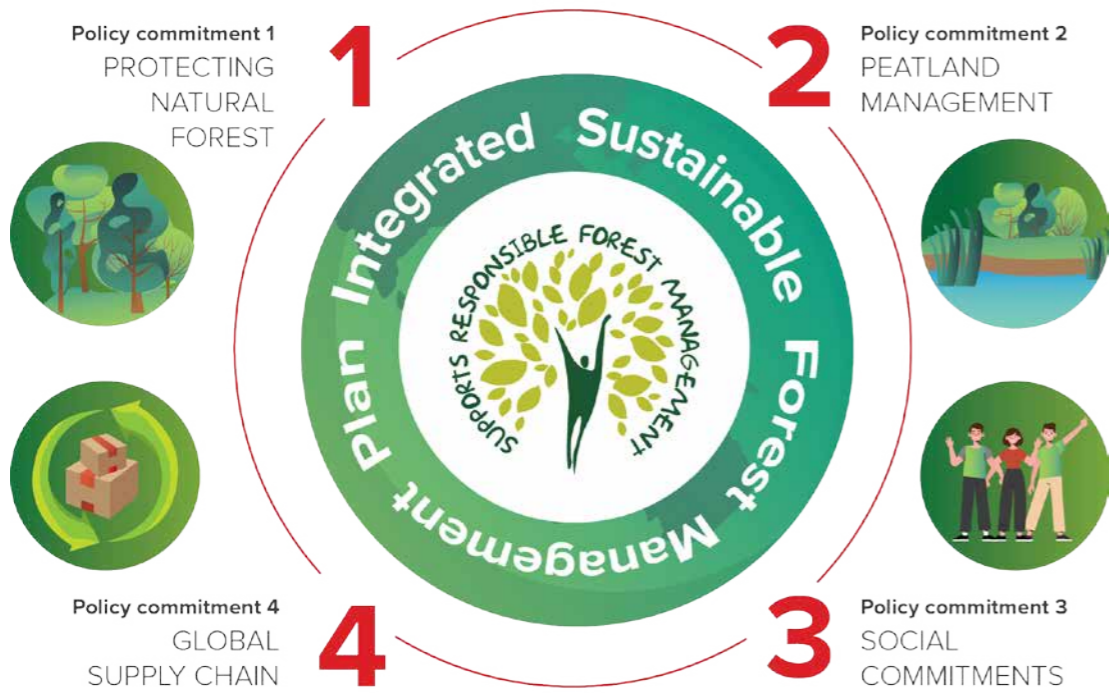 Policy commitment 1
PROTECTING
NATURAL
FOREST
1
2
Policy commitment 2
PEATLAND
MANAGEMENT
Integrated Sustainable Forest Management Plan
SUPPORTS RESPONSIBLE FOREST MANAGEMENT
Policy commitment 4
GLOBAL
SUPPLY CHAIN
4
3
Policy commitment 3
SOCIAL
COMMITMENTS